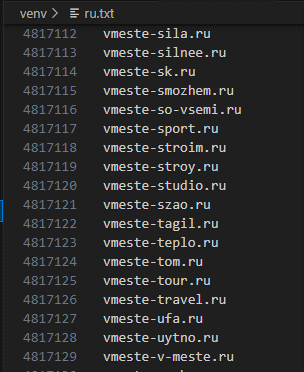 venv > ru.txt
4817112 vmeste-sila.ru
4817113 vmeste-silnee.ru
4817114 vmeste-sk.ru
4817115 vmeste-smozhem.ru
4817116 vmeste-so-vsemi.ru
4817117 vmeste-sport.ru
4817118 vmeste-stroim.ru
4817119 vmeste-stroy.ru
4817120 vmeste-studio.ru
4817121 vmeste-szao.ru
4817122 vmeste-tagil.ru
4817123 vmeste-teplo.ru
4817124 vmeste-tom.ru
4817125 vmeste-tour.ru
4817126 vmeste-travel.ru
4817127 vmeste-ufa.ru
4817128 vmeste-uytno.ru
4817129 vmeste-v-meste.ru